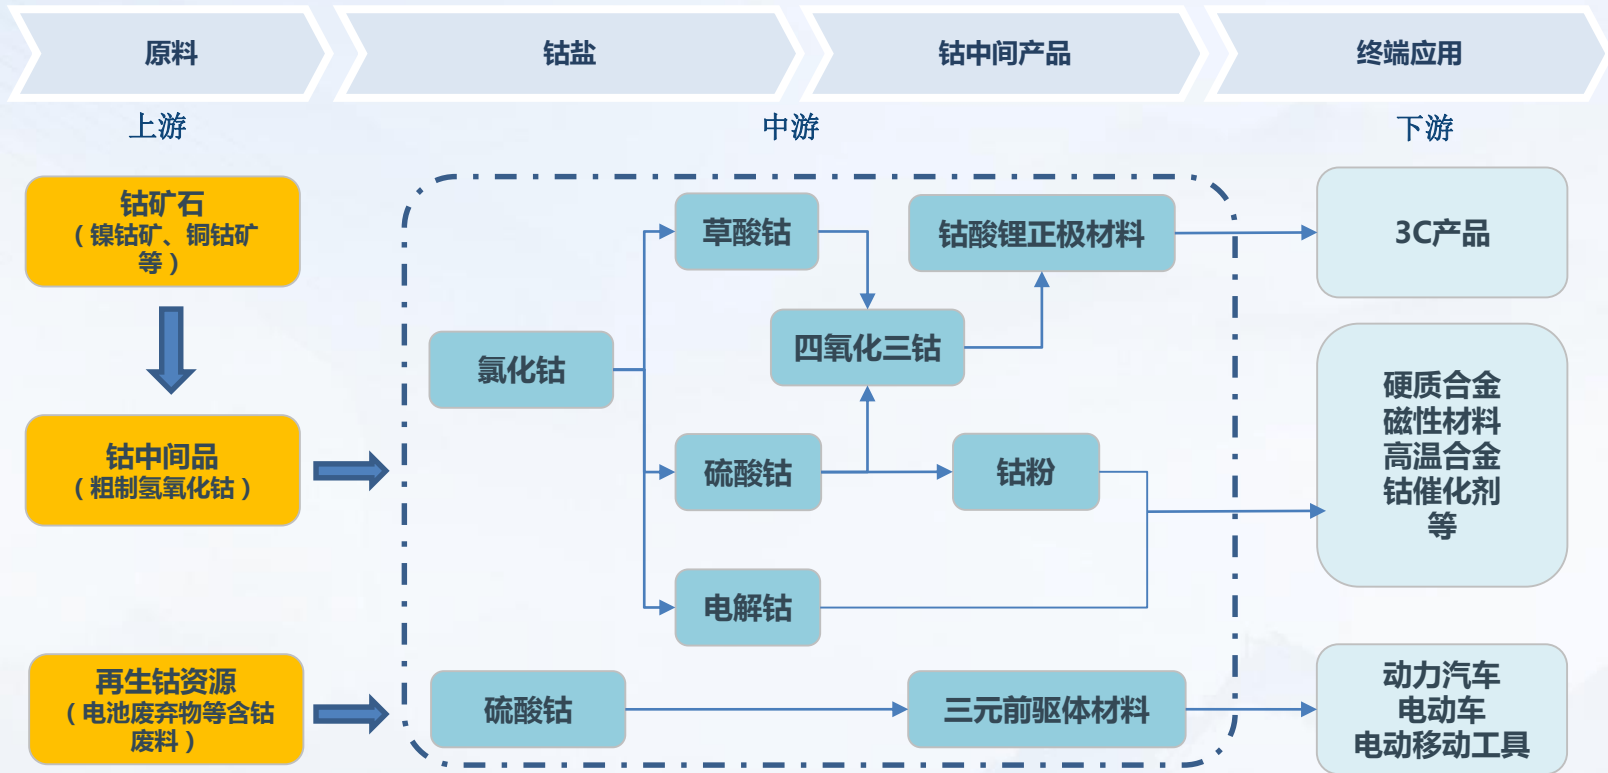 原料
钴盐
钴中间产品
终端应用
上游
中游
下游
钴矿石
（镍钴矿、铜钴矿
等）
钴中间品
（粗制氢氧化钴）
再生钴资源
（电池废弃物等含钴
废料）
氯化钴
草酸钴
四氧化三钴
钴酸锂正极材料
硫酸钴
钴粉
电解钴
硫酸钴
三元前驱体材料
3C产品
硬质合金
磁性材料
高温合金
钴催化剂
等
动力汽车
电动车
电动移动工具